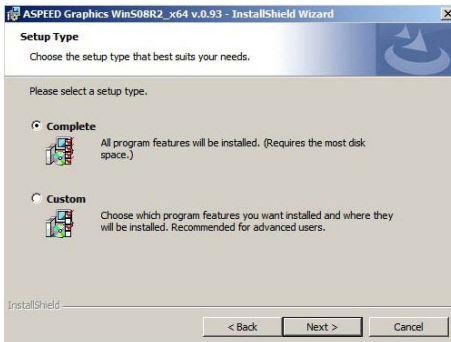 ASPEED Graphics WinS08R2_x64 v.0.93 - InstallShield Wizard
Setup Type
Choose the setup type that best suits your needs.
Please select a setup type.
Complete
All program features will be installed. (Requires the most disk
space.)
Custom
Choose which program features you want installed and where they
will be installed. Recommended for advanced users.
InstallShield
< Back Next > Cancel